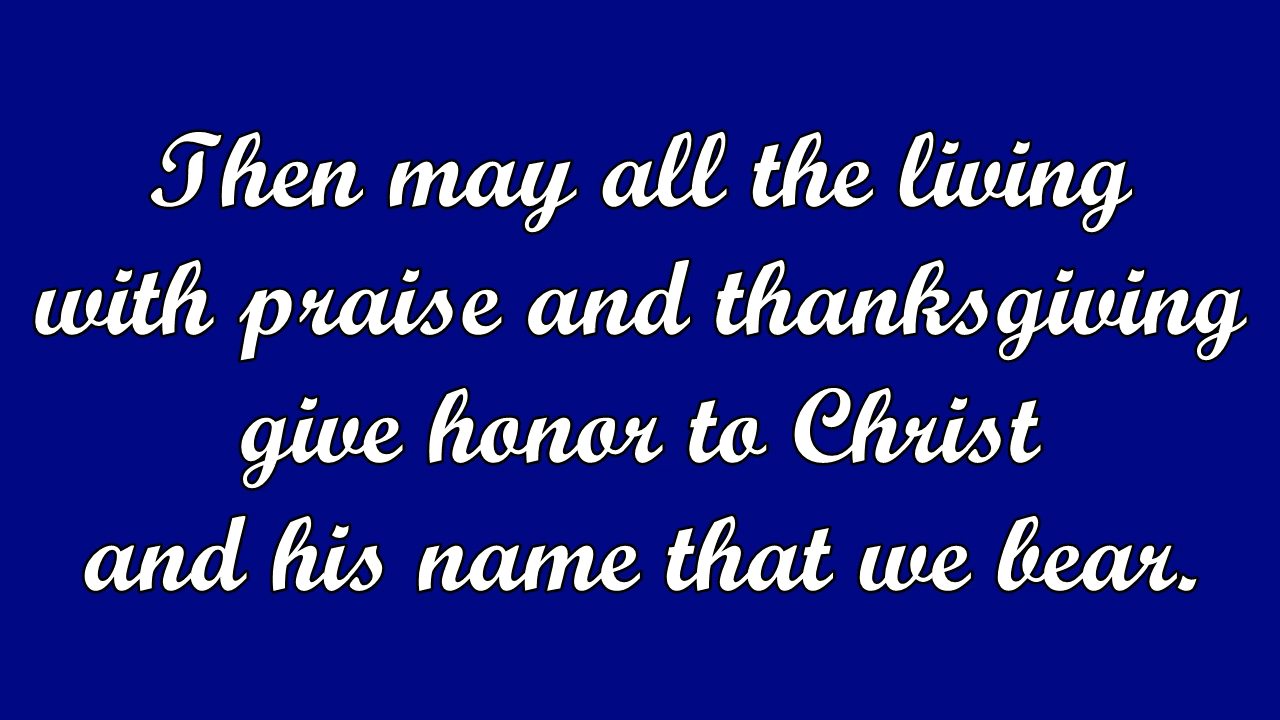 Then may all the living
with praise and thanksgiving
give honor to Christ
and his name that we bear.